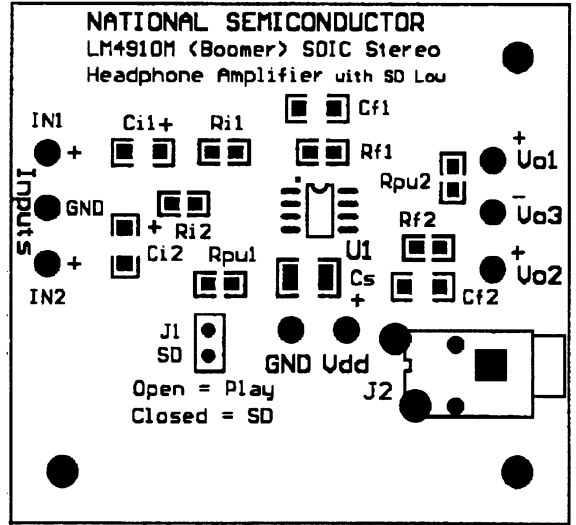 NATIONAL SEMICONDUCTOR
LM4910M (Boomer) SOIC Stereo
Headphone Amplifier with SD Low
Cf1
IN1
Ci1+
Ri1
+
Rf1
+
Vo1
Rpu2
Inputs
GND
Ri2
-
Vo3
+
Ci2
U1
Rf2
+
IN2
Rpu1
Cs
+
Cf2
+
Vo2
J1
SD
GND Vdd
J2
Open = Play
Closed = SD